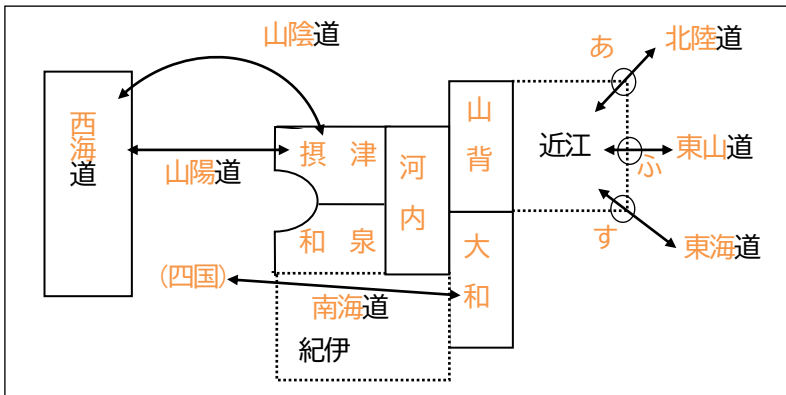 山陰道
あ
北陸道
西海道
山陽道
摂津
河内
山背
近江
ふ
東山道
和泉
大和
す
東海道
（四国）
南海道
紀伊